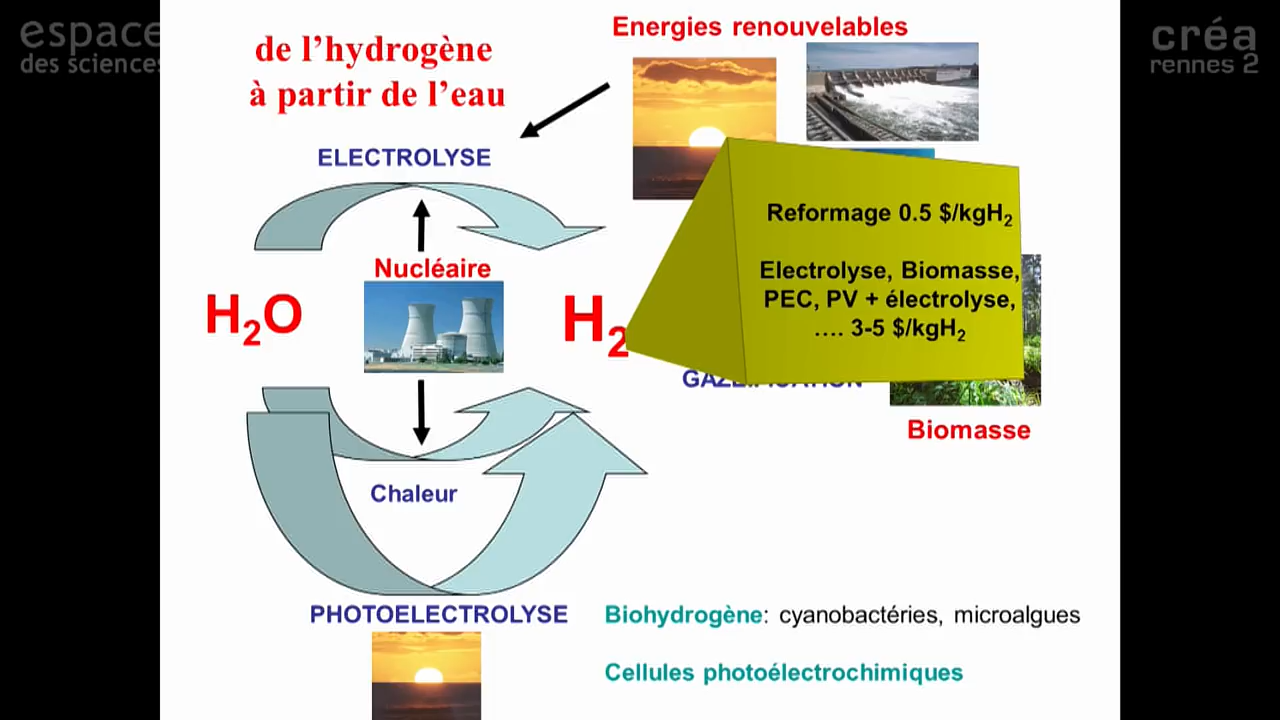 espace
des sciences
créa
rennes 2
de l’hydrogène
à partir de l’eau
Energies renouvelables
ELECTROLYSE
Reformage 0.5 $/kgH₂
Electrolyse, Biomasse,
PEC, PV + électrolyse,
…. 3-5 $/kgH₂
Nucléaire
H₂O
H₂
Biomasse
Chaleur
PHOTOELECTROLYSE
Biohydrogène: cyanobactéries, microalgues
Cellules photoélectrochimiques